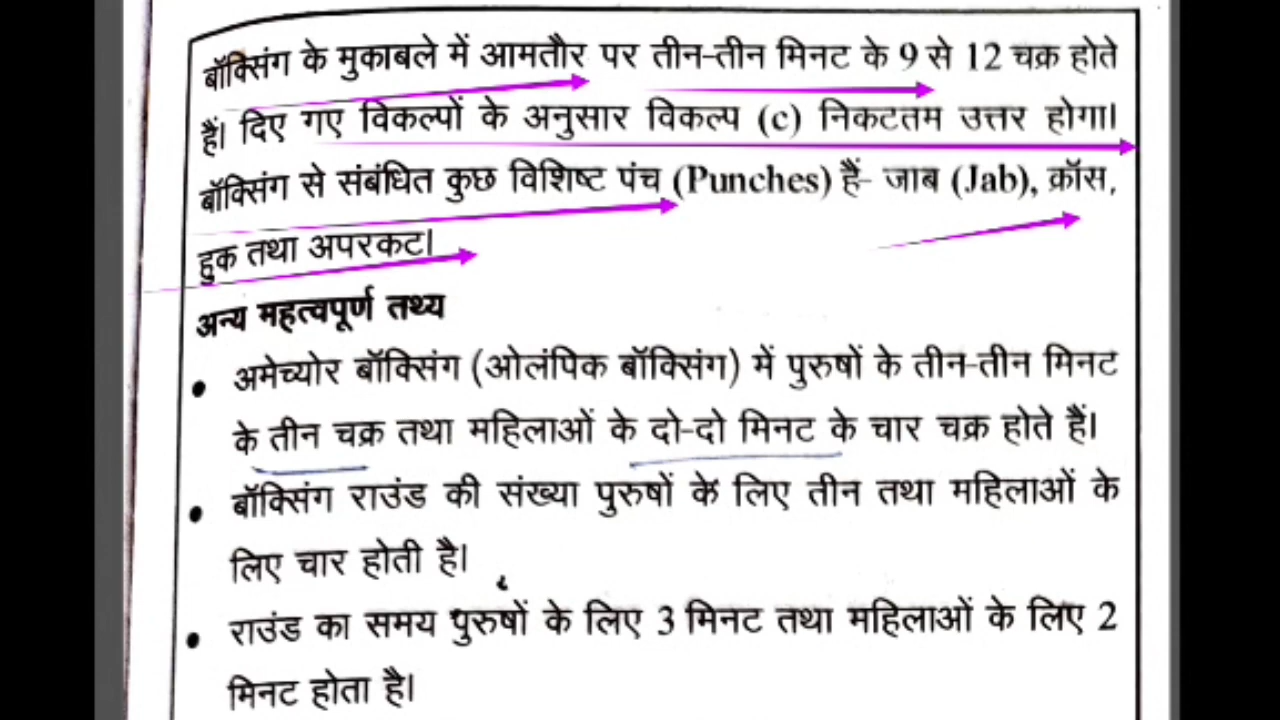 बॉक्सिंग के मुकाबले में आमतौर पर तीन-तीन मिनट के 9 से 12 चक्र होते
हैं। दिए गए विकल्पों के अनुसार विकल्प (c) निकटतम उत्तर होगा।
बॉक्सिंग से संबंधित कुछ विशिष्ट पंच (Punches) हैं- जाब (Jab), क्रॉस,
हुक तथा अपरकट।
अन्य महत्वपूर्ण तथ्य
• अमेच्योर बॉक्सिंग (ओलंपिक बॉक्सिंग) में पुरुषों के तीन-तीन मिनट
के तीन चक्र तथा महिलाओं के दो-दो मिनट के चार चक्र होते हैं।
• बॉक्सिंग राउंड की संख्या पुरुषों के लिए तीन तथा महिलाओं के
लिए चार होती है।
• राउंड का समय पुरुषों के लिए 3 मिनट तथा महिलाओं के लिए 2
मिनट होता है।